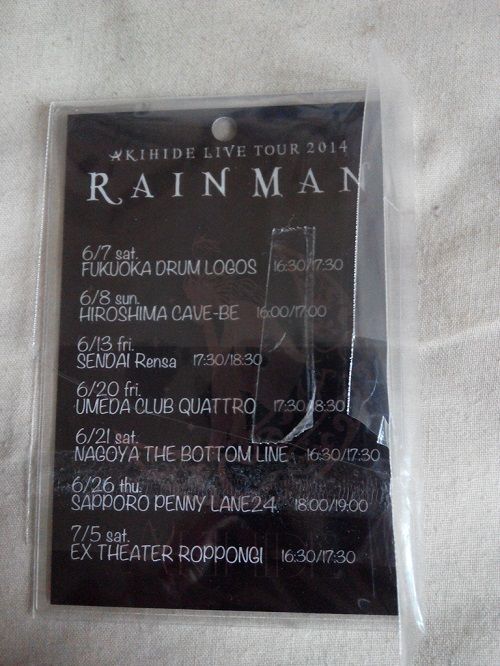 AKIHIDE LIVE TOUR 2014
RAIN MAN
6/7 sat.
FUKUOKA DRUM LOGOS 16:30/17:30
6/8 sun.
HIROSHIMA CAVE-BE 16:00/17:00
6/13 fri.
SENDAI Rensa 17:30/18:30
6/20 fri.
UMEDA CLUB QUATTRO 17:30/18:30
6/21 sat.
NAGOYA THE BOTTOM LINE 16:30/17:30
6/26 thu.
SAPPORO PENNY LANE24 18:00/19:00
7/5 sat.
EX THEATER ROPPONGI 16:30/17:30